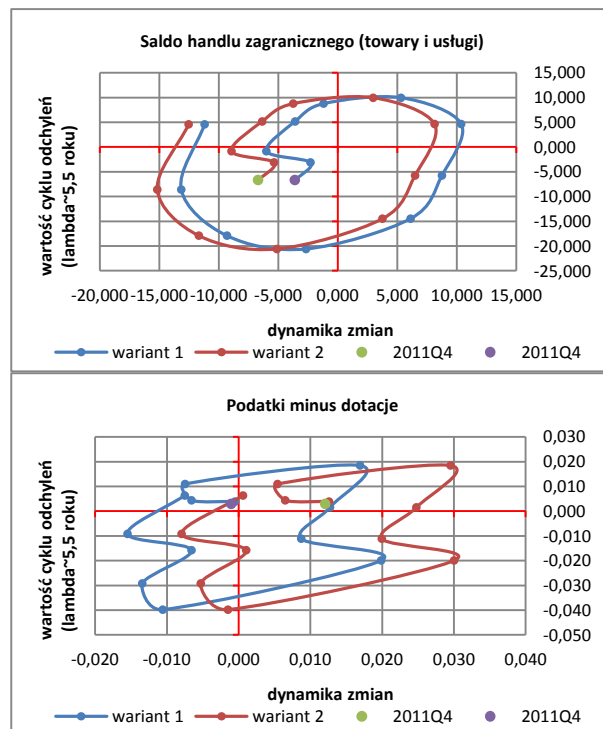 Saldo handlu zagranicznego (towary i usługi)
wartość cyklu odchyleń
(lambda~5,5 roku)
15,000
10,000
5,000
0,000
-5,000
-10,000
-15,000
-20,000
-25,000
-20,000 -15,000 -10,000 -5,000 0,000 5,000 10,000 15,000
dynamika zmian
wariant 1 wariant 2 2011Q4 2011Q4
Podatki minus dotacje
wartość cyklu odchyleń
(lambda~5,5 roku)
0,030
0,020
0,010
0,000
-0,010
-0,020
-0,030
-0,040
-0,050
-0,020 -0,010 0,000 0,010 0,020 0,030 0,040
dynamika zmian
wariant 1 wariant 2 2011Q4 2011Q4